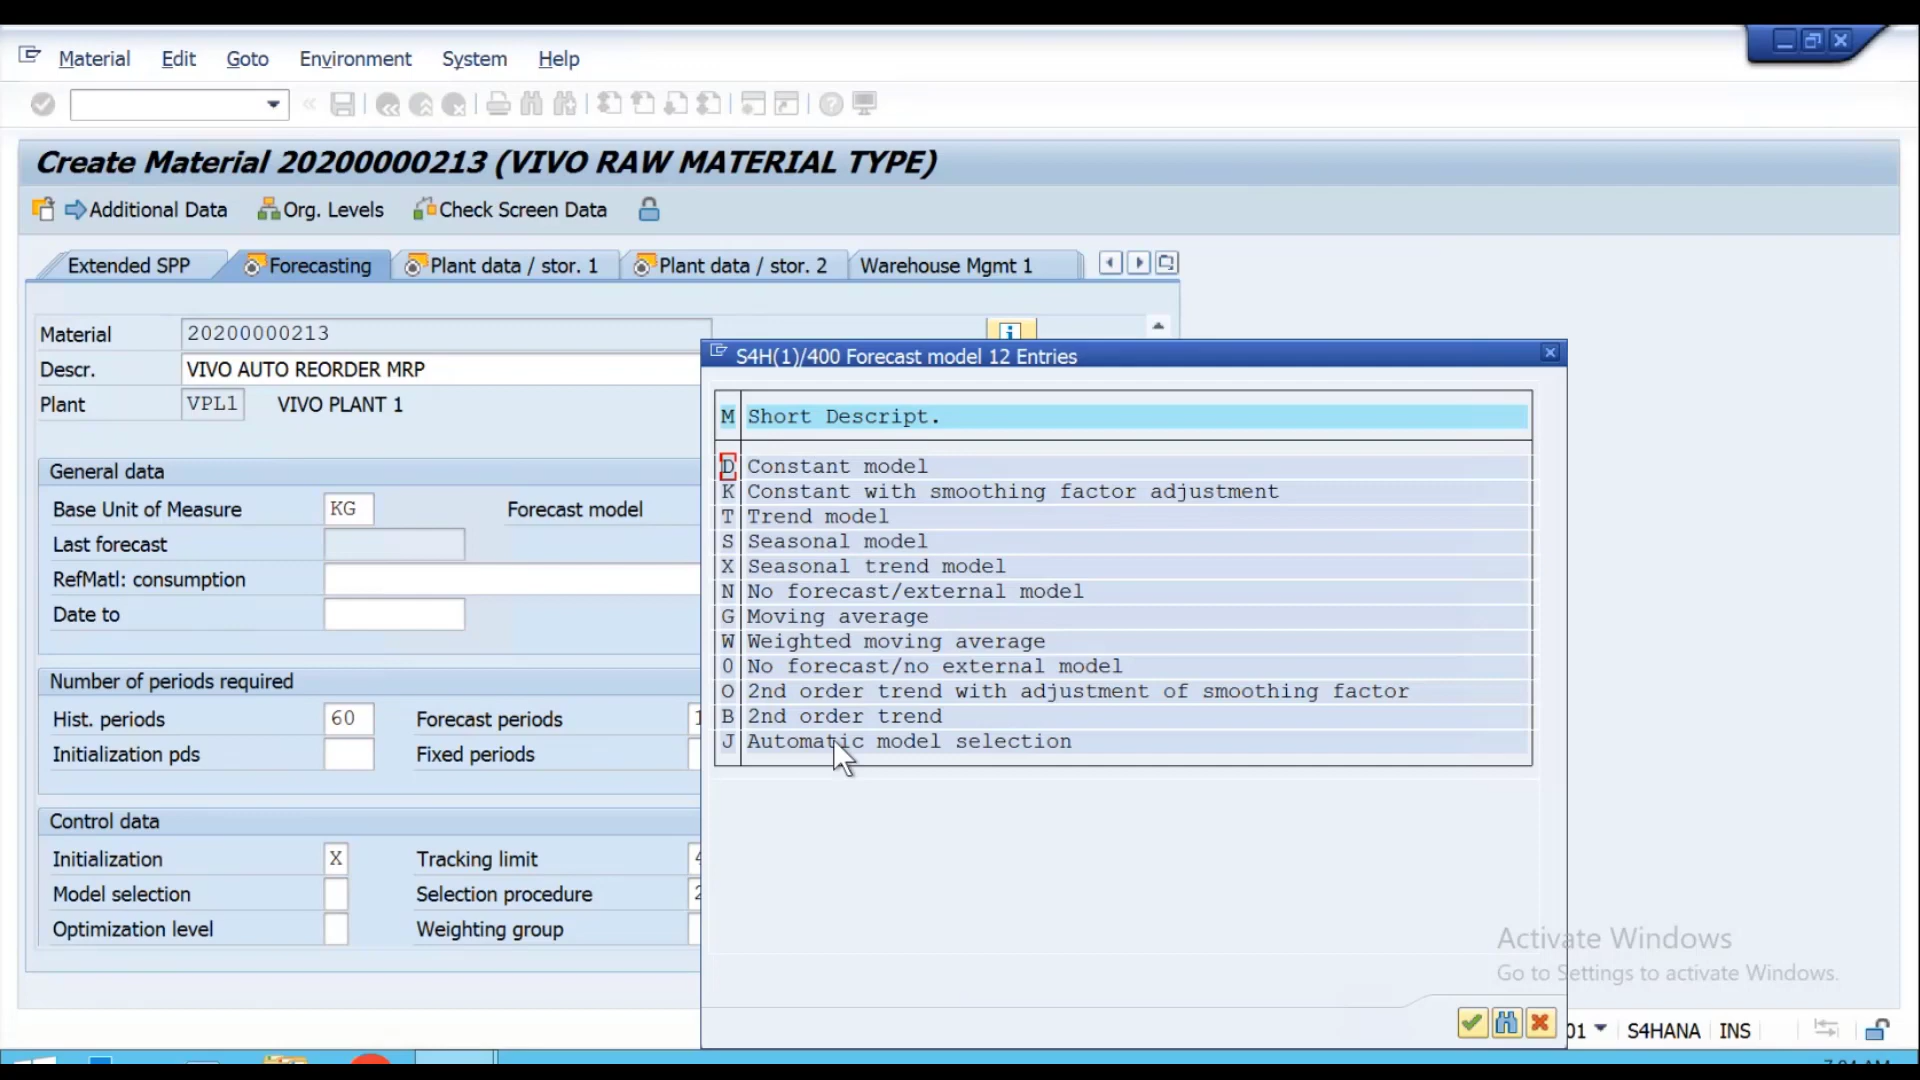 Material Edit Goto Environment System Help
Create Material 20200000213 (VIVO RAW MATERIAL TYPE)
Additional Data Org. Levels Check Screen Data
Extended SPP Forecasting Plant data / stor. 1 Plant data / stor. 2 Warehouse Mgmt 1
Material 20200000213
Descr. VIVO AUTO REORDER MRP
Plant VPL1 VIVO PLANT 1
General data
Base Unit of Measure KG Forecast model
Last forecast
RefMatl: consumption
Date to
Number of periods required
Hist. periods 60 Forecast periods
Initialization pds Fixed periods
Control data
Initialization X Tracking limit
Model selection Selection procedure
Optimization level Weighting group
S4H(1)/400 Forecast model 12 Entries
M Short Descript.
D Constant model
K Constant with smoothing factor adjustment
T Trend model
S Seasonal model
X Seasonal trend model
N No forecast/external model
G Moving average
W Weighted moving average
0 No forecast/no external model
O 2nd order trend with adjustment of smoothing factor
B 2nd order trend
J Automatic model selection
Activate Windows
Go to Settings to activate Windows.
S4HANA INS